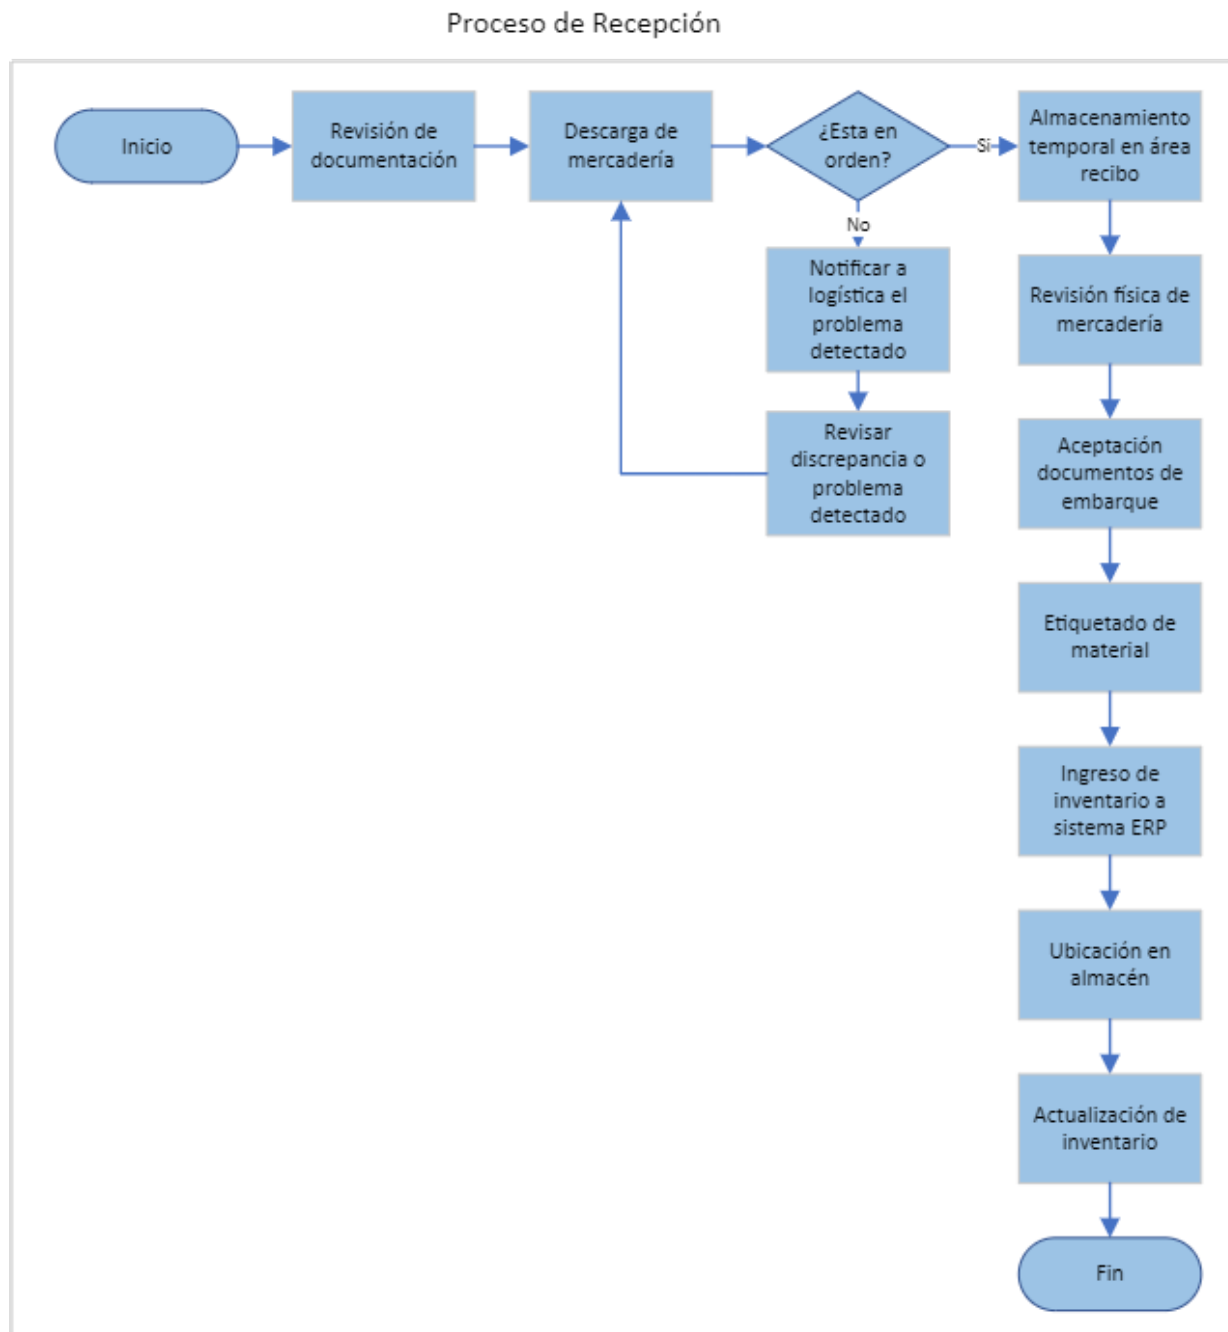 Proceso de Recepción
Inicio
Revisión de
documentación
Descarga de
mercadería
¿Esta en
orden?
Si
Almacenamiento
temporal en área
recibo
No
Notificar a
logística el
problema
detectado
Revisar
discrepancia o
problema
detectado
Revisión física de
mercadería
Aceptación
documentos de
embarque
Etiquetado de
material
Ingreso de
inventario a
sistema ERP
Ubicación en
almacén
Actualización de
inventario
Fin